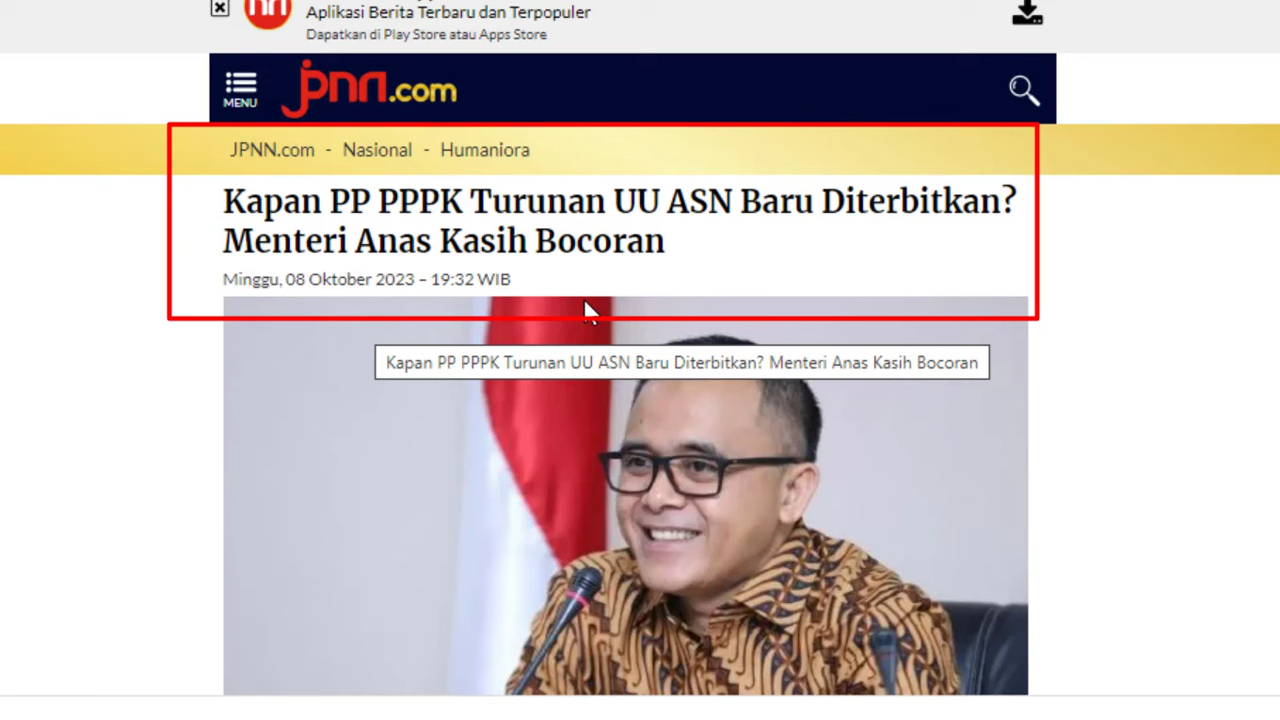 Aplikasi Berita Terbaru dan Terpopuler
Dapatkan di Play Store atau Apps Store
MENU
jpnn.com
JPNN.com - Nasional - Humaniora
Kapan PP PPPK Turunan UU ASN Baru Diterbitkan?
Menteri Anas Kasih Bocoran
Minggu, 08 Oktober 2023 – 19:32 WIB
Kapan PP PPPK Turunan UU ASN Baru Diterbitkan? Menteri Anas Kasih Bocoran